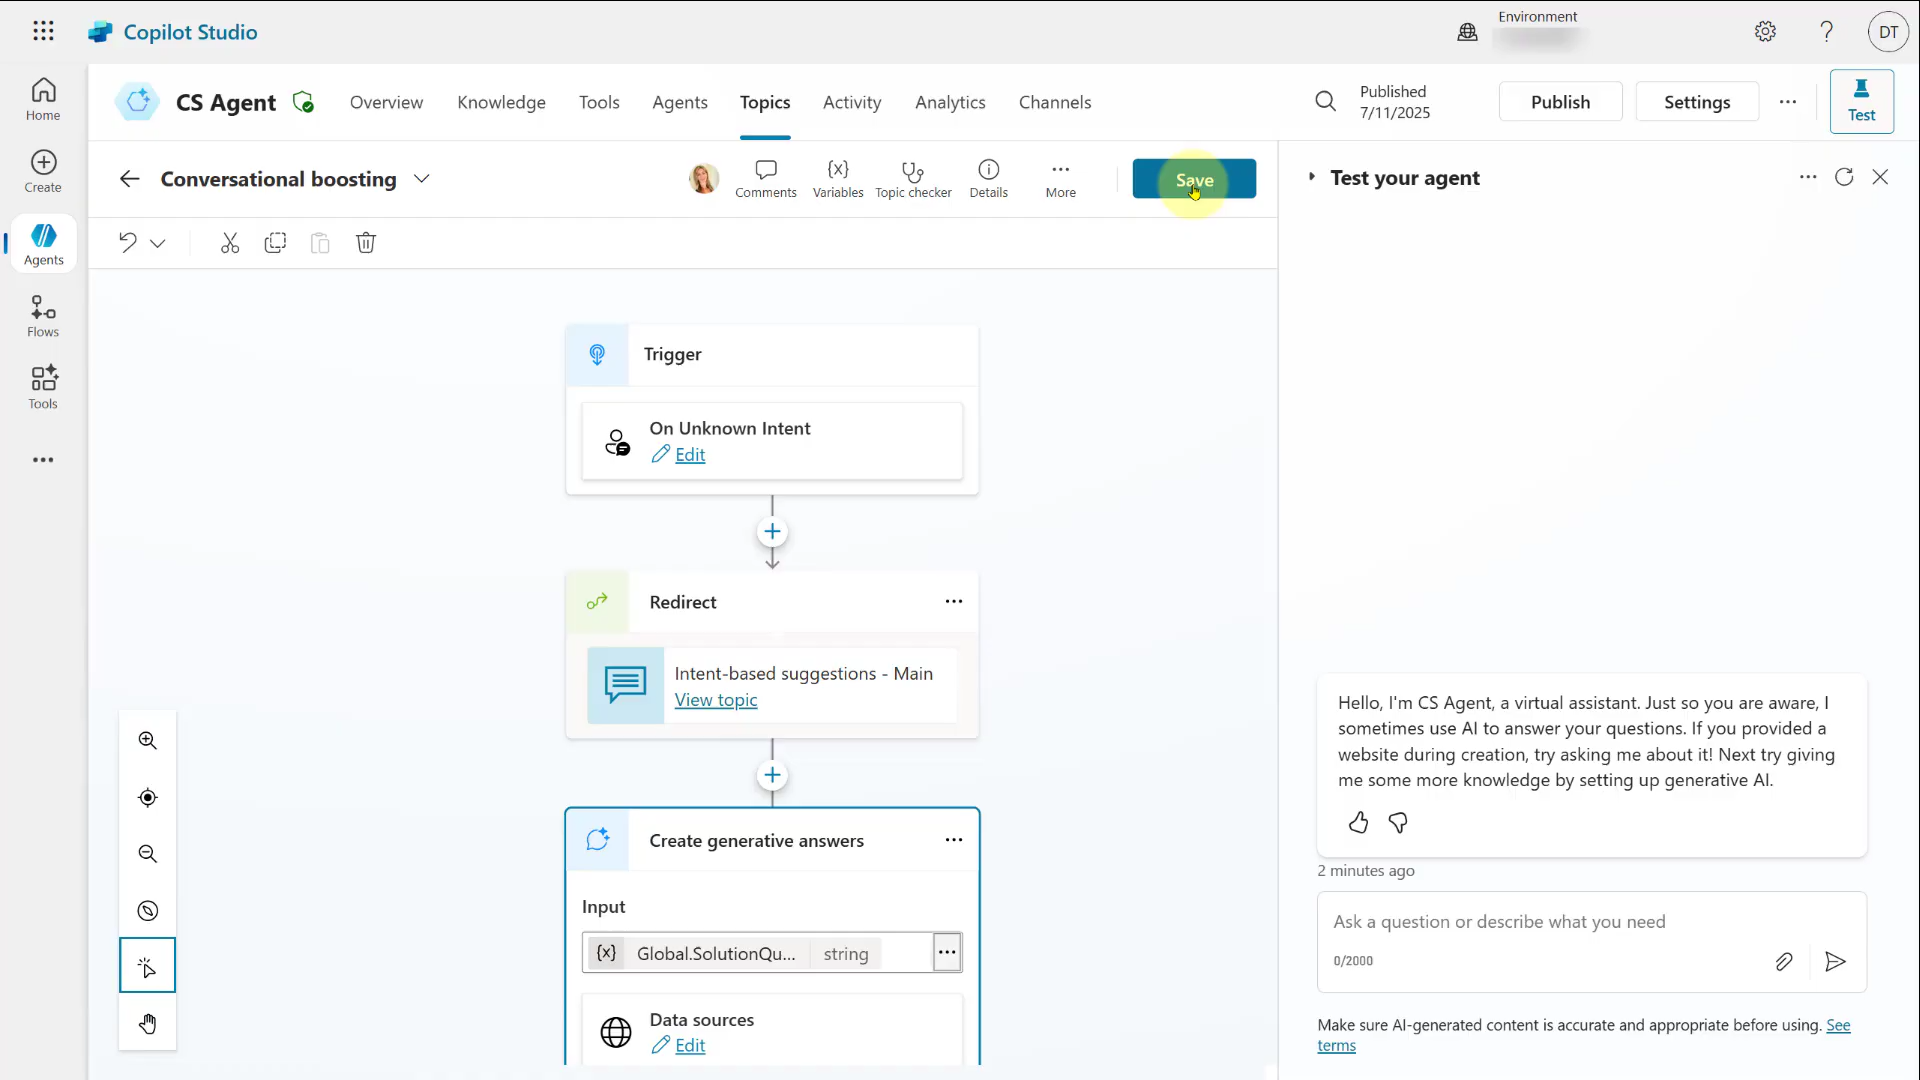 Copilot Studio
Environment
DT
Home
Create
Agents
Flows
Tools
CS Agent
Overview
Knowledge
Tools
Agents
Topics
Activity
Analytics
Channels
Published
7/11/2025
Publish
Settings
Test
Conversational boosting
Comments
{x}
Variables
Topic checker
Details
More
Save
Trigger
On Unknown Intent
Edit
Redirect
Intent-based suggestions - Main
View topic
Create generative answers
Input
{x} Global.SolutionQu... string
Data sources
Edit
Test your agent
Hello, I'm CS Agent, a virtual assistant. Just so you are aware, I
sometimes use AI to answer your questions. If you provided a
website during creation, try asking me about it! Next try giving
me some more knowledge by setting up generative AI.
2 minutes ago
Ask a question or describe what you need
0/2000
Make sure AI-generated content is accurate and appropriate before using. See
terms